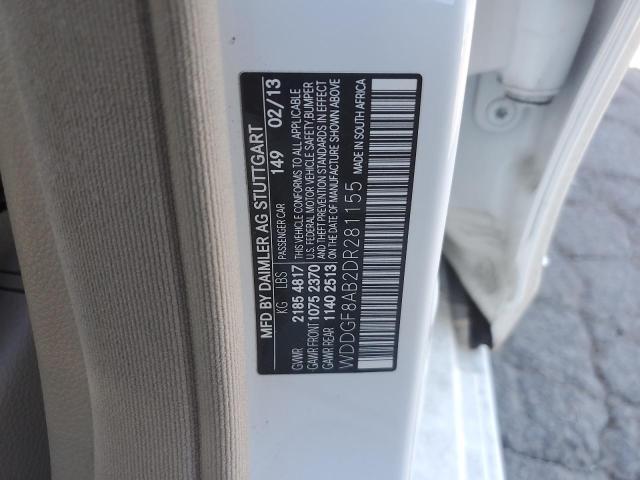 MFD BY DAIMLER AG STUTTGART
PASSENGER CAR 149 02/13
KG LBS
GVWR 2185 4817
GAWR FRONT 1075 2370
GAWR REAR 1140 2513
THIS VEHICLE CONFORMS TO ALL APPLICABLE
U.S. FEDERAL MOTOR VEHICLE SAFETY, BUMPER
AND THEFT PREVENTION STANDARDS IN EFFECT
ON THE DATE OF MANUFACTURE SHOWN ABOVE
WDDGF8AB2DR281155
MADE IN SOUTH AFRICA